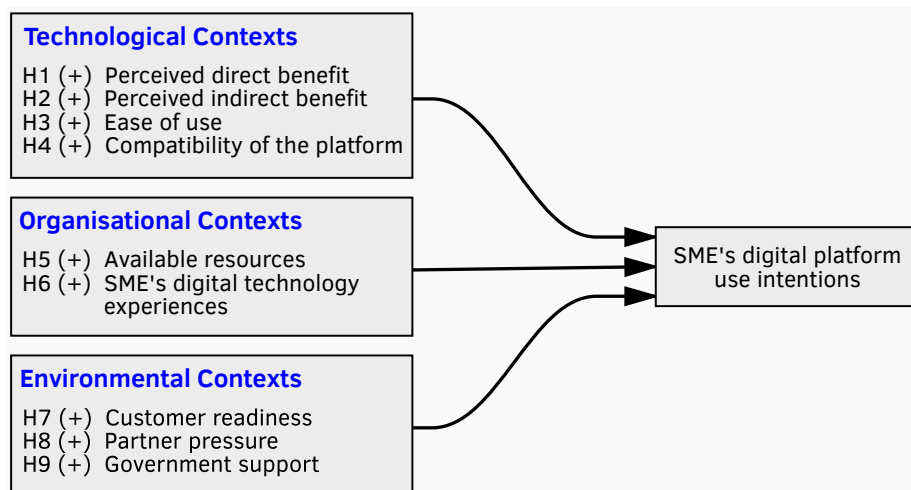 Technological Contexts
H1 (+) Perceived direct benefit
H2 (+) Perceived indirect benefit
H3 (+) Ease of use
H4 (+) Compatibility of the platform
Organisational Contexts
H5 (+) Available resources
H6 (+) SME's digital technology
experiences
Environmental Contexts
H7 (+) Customer readiness
H8 (+) Partner pressure
H9 (+) Government support
SME's digital platform
use intentions